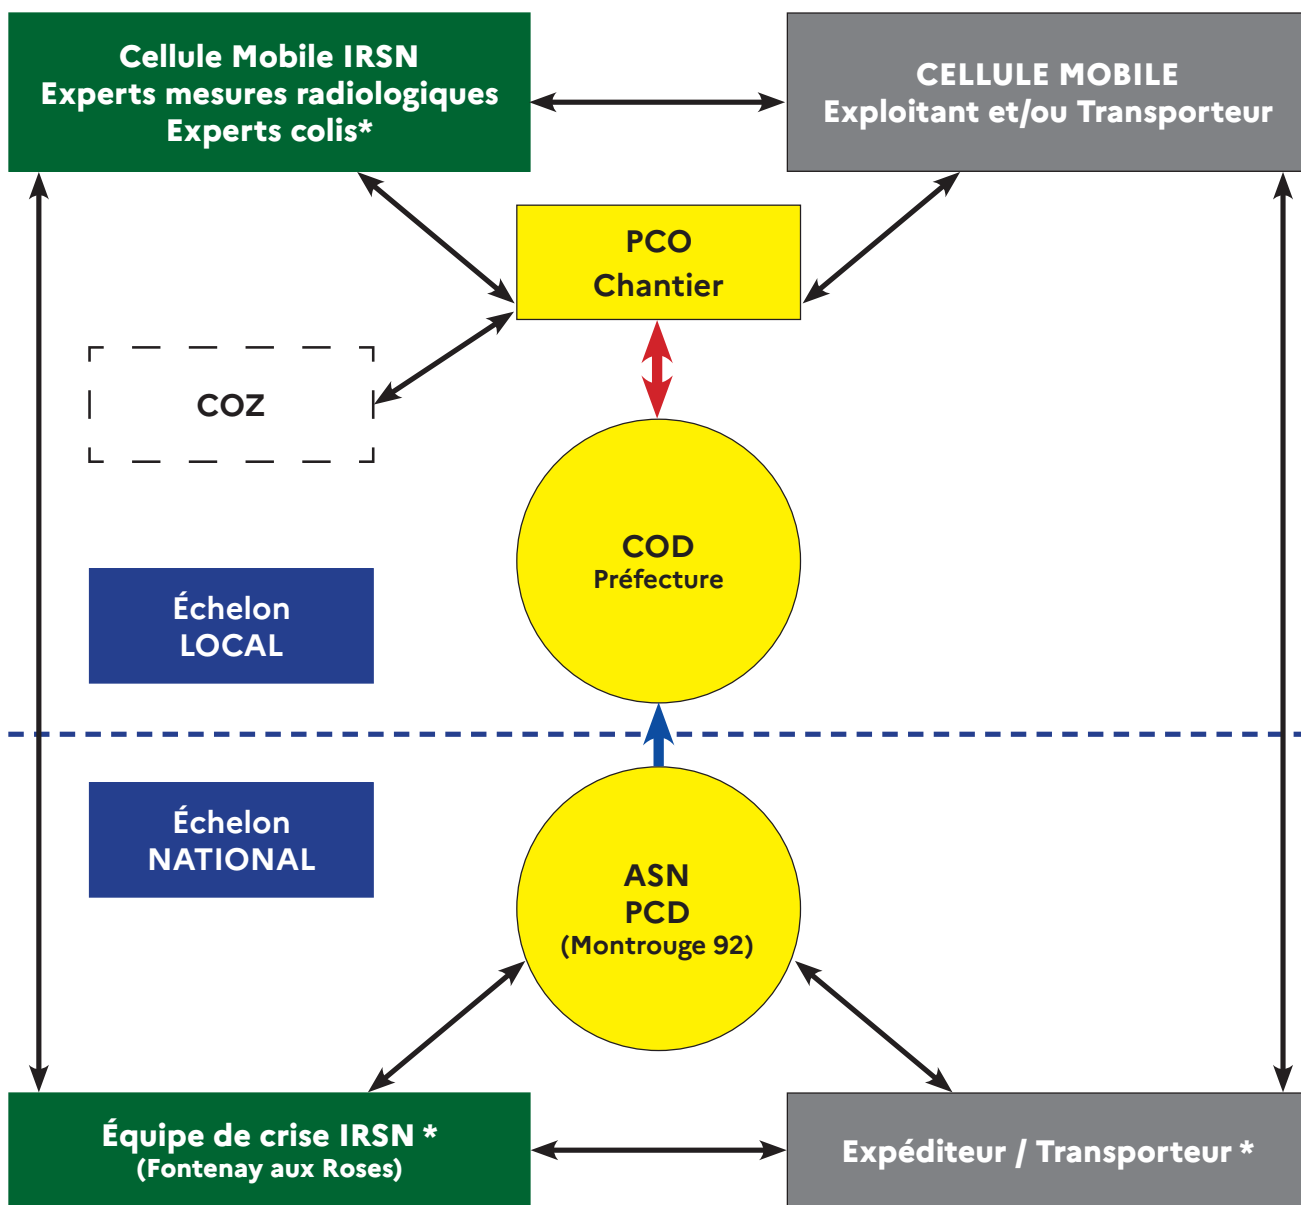 Cellule Mobile IRSN
Experts mesures radiologiques
Experts colis*
CELLULE MOBILE
Exploitant et/ou Transporteur
PCO
Chantier
COZ
COD
Préfecture
Échelon
LOCAL
Échelon
NATIONAL
ASN
PCD
(Montrouge 92)
Équipe de crise IRSN *
(Fontenay aux Roses)
Expéditeur / Transporteur *